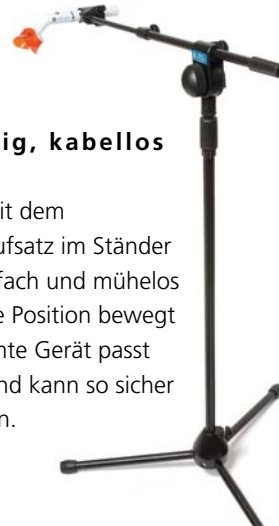 ig, kabellos
it dem
ufsatz im Ständer
fach und mühelos
e Position bewegt
nte Gerät passt
nd kann so sicher
n.